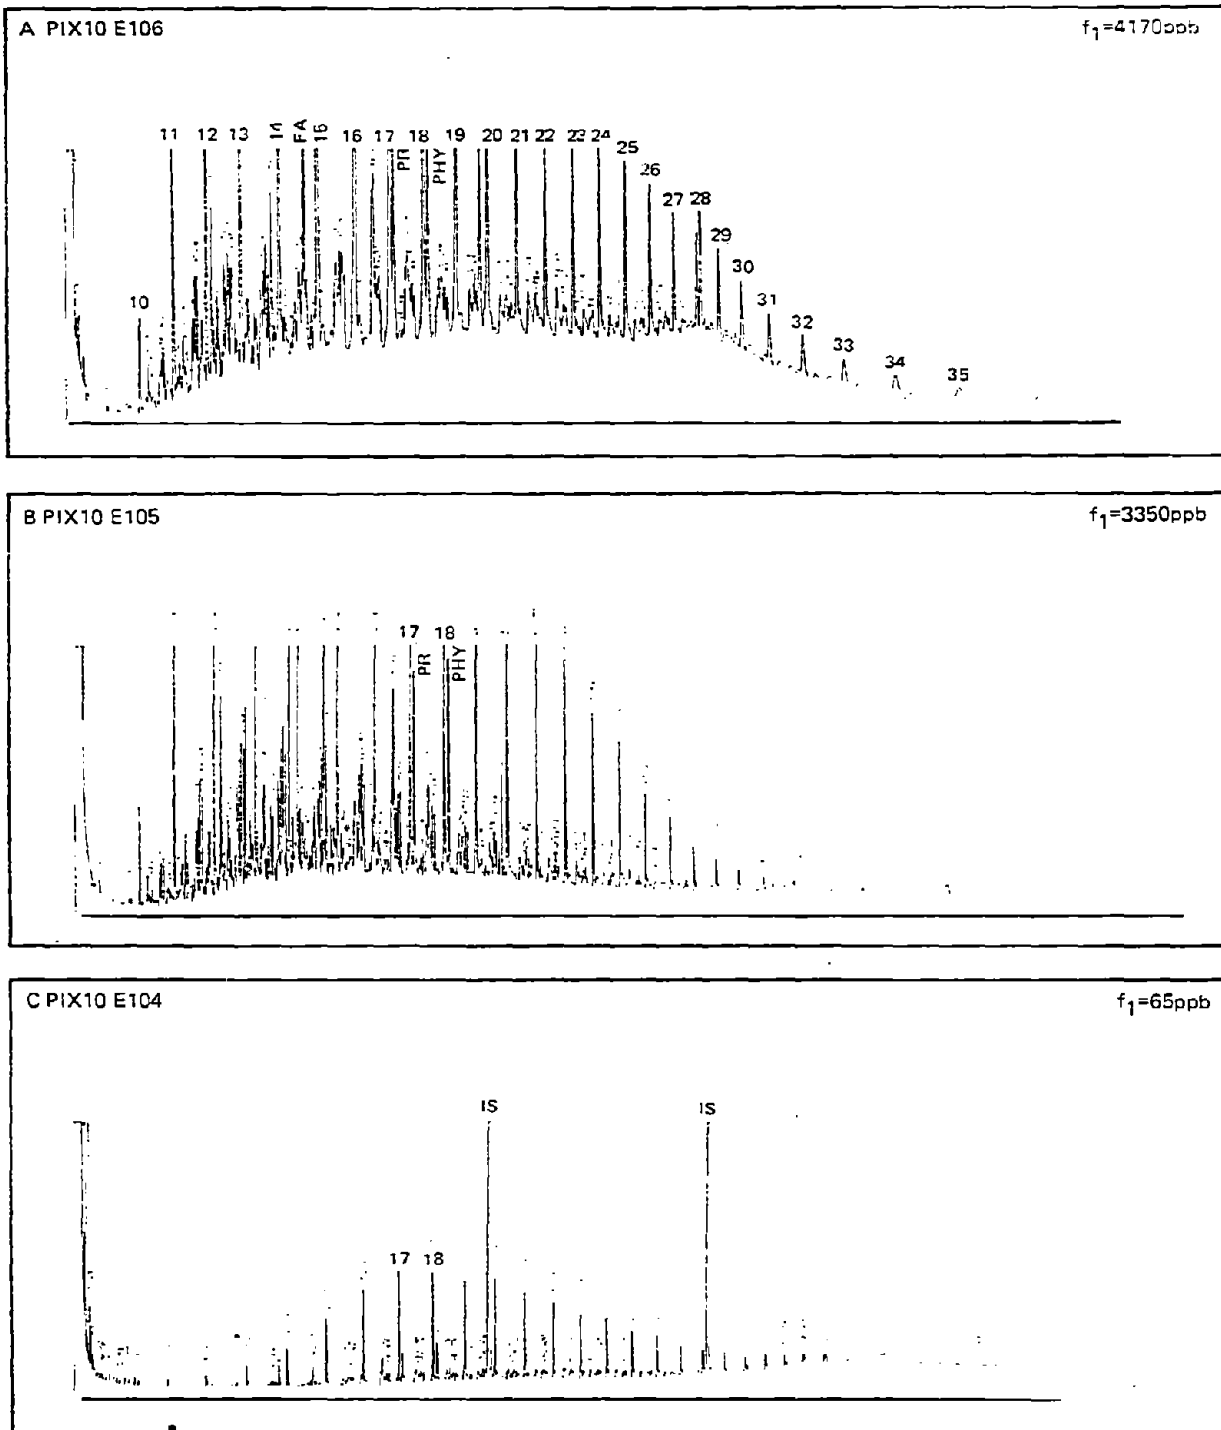 A PIX10 E106
f1=4170ppb
11 12 13 14 FA 15 16 17 PR 18 PHY 19 20 21 22 23 24 25 26 27 28 29 30 31 32 33 34 35
10
B PIX10 E105
f1=3350ppb
17 PR 18 PHY
C PIX10 E104
f1=65ppb
IS IS
17 18